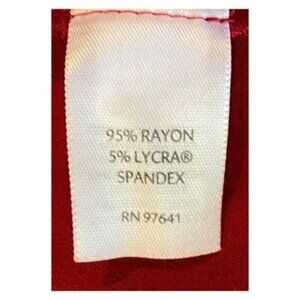 95% RAYON
5% LYCRA®
SPANDEX
RN 97641